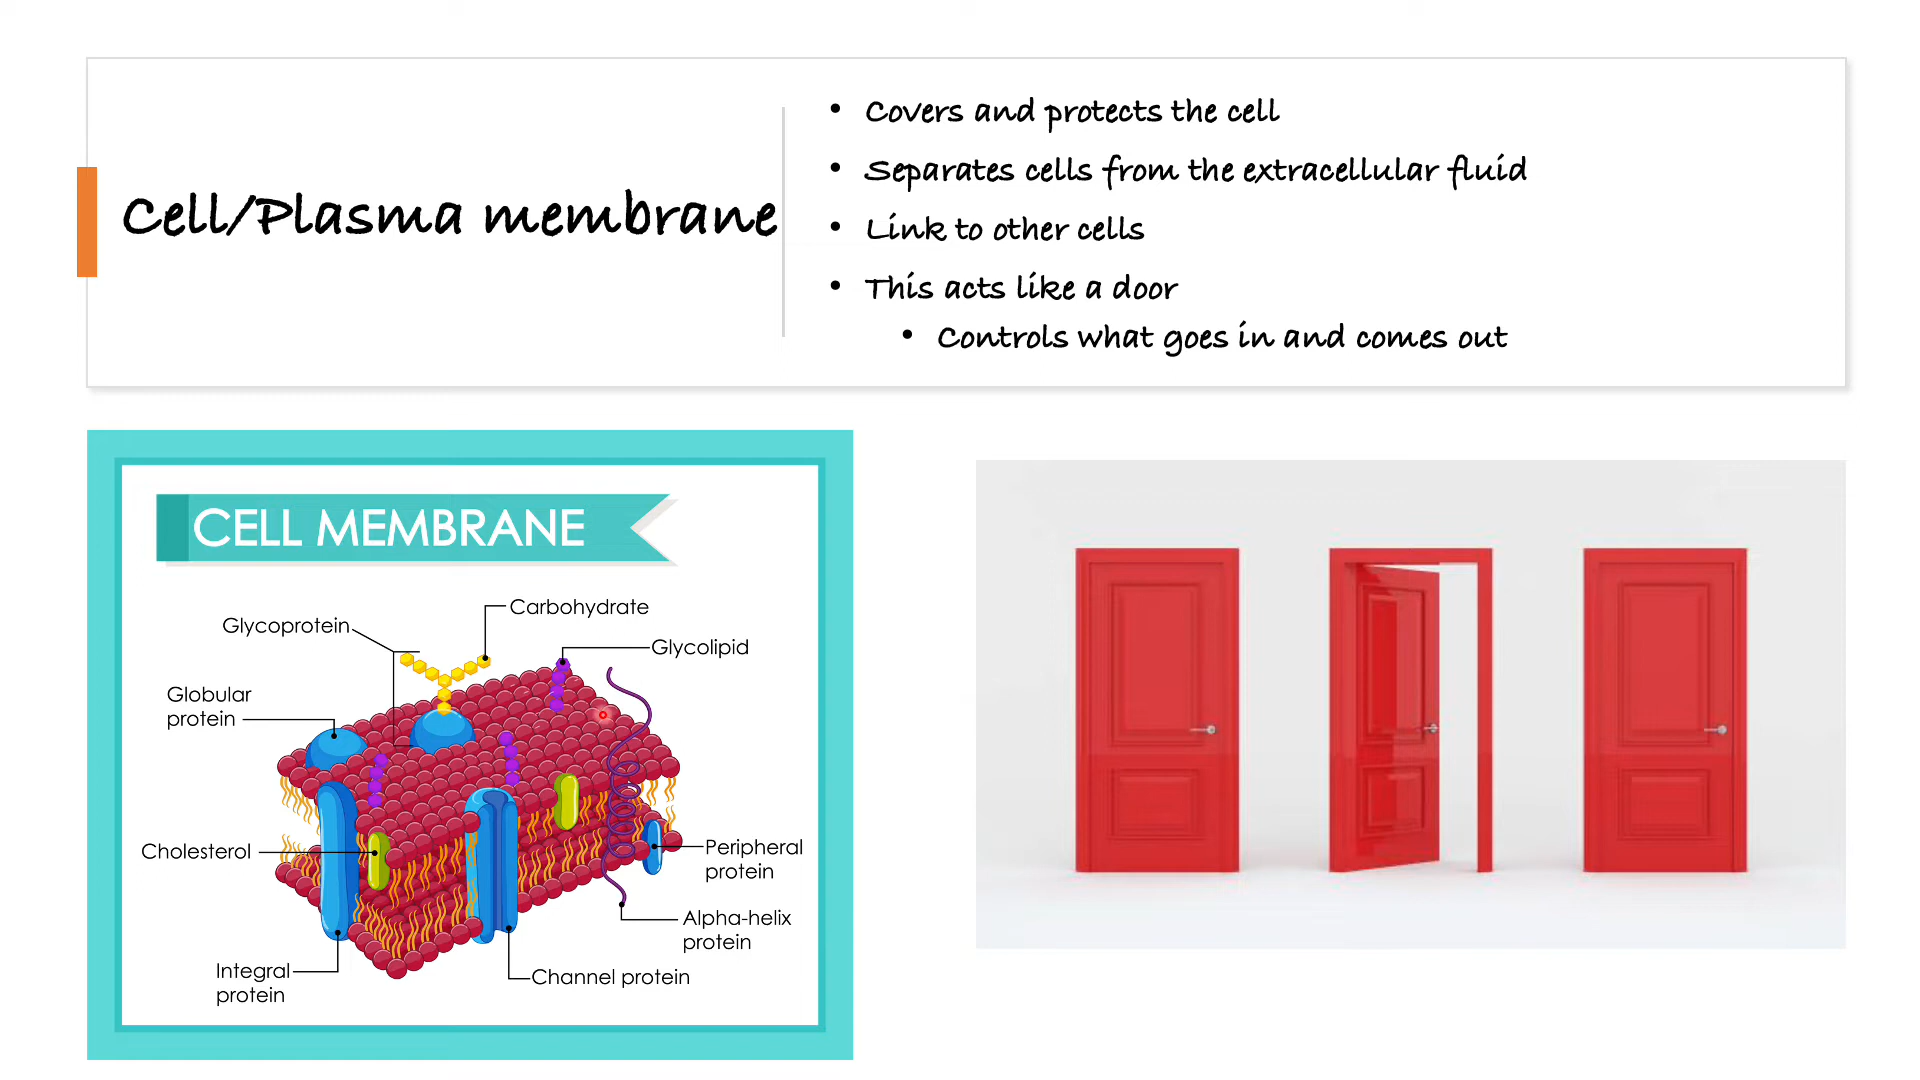 Cell/Plasma membrane
Covers and protects the cell
Separates cells from the extracellular fluid
Link to other cells
This acts like a door
Controls what goes in and comes out
CELL MEMBRANE
Carbohydrate
Glycoprotein
Glycolipid
Globular
protein
Cholesterol
Peripheral
protein
Alpha-helix
protein
Integral
protein
Channel protein